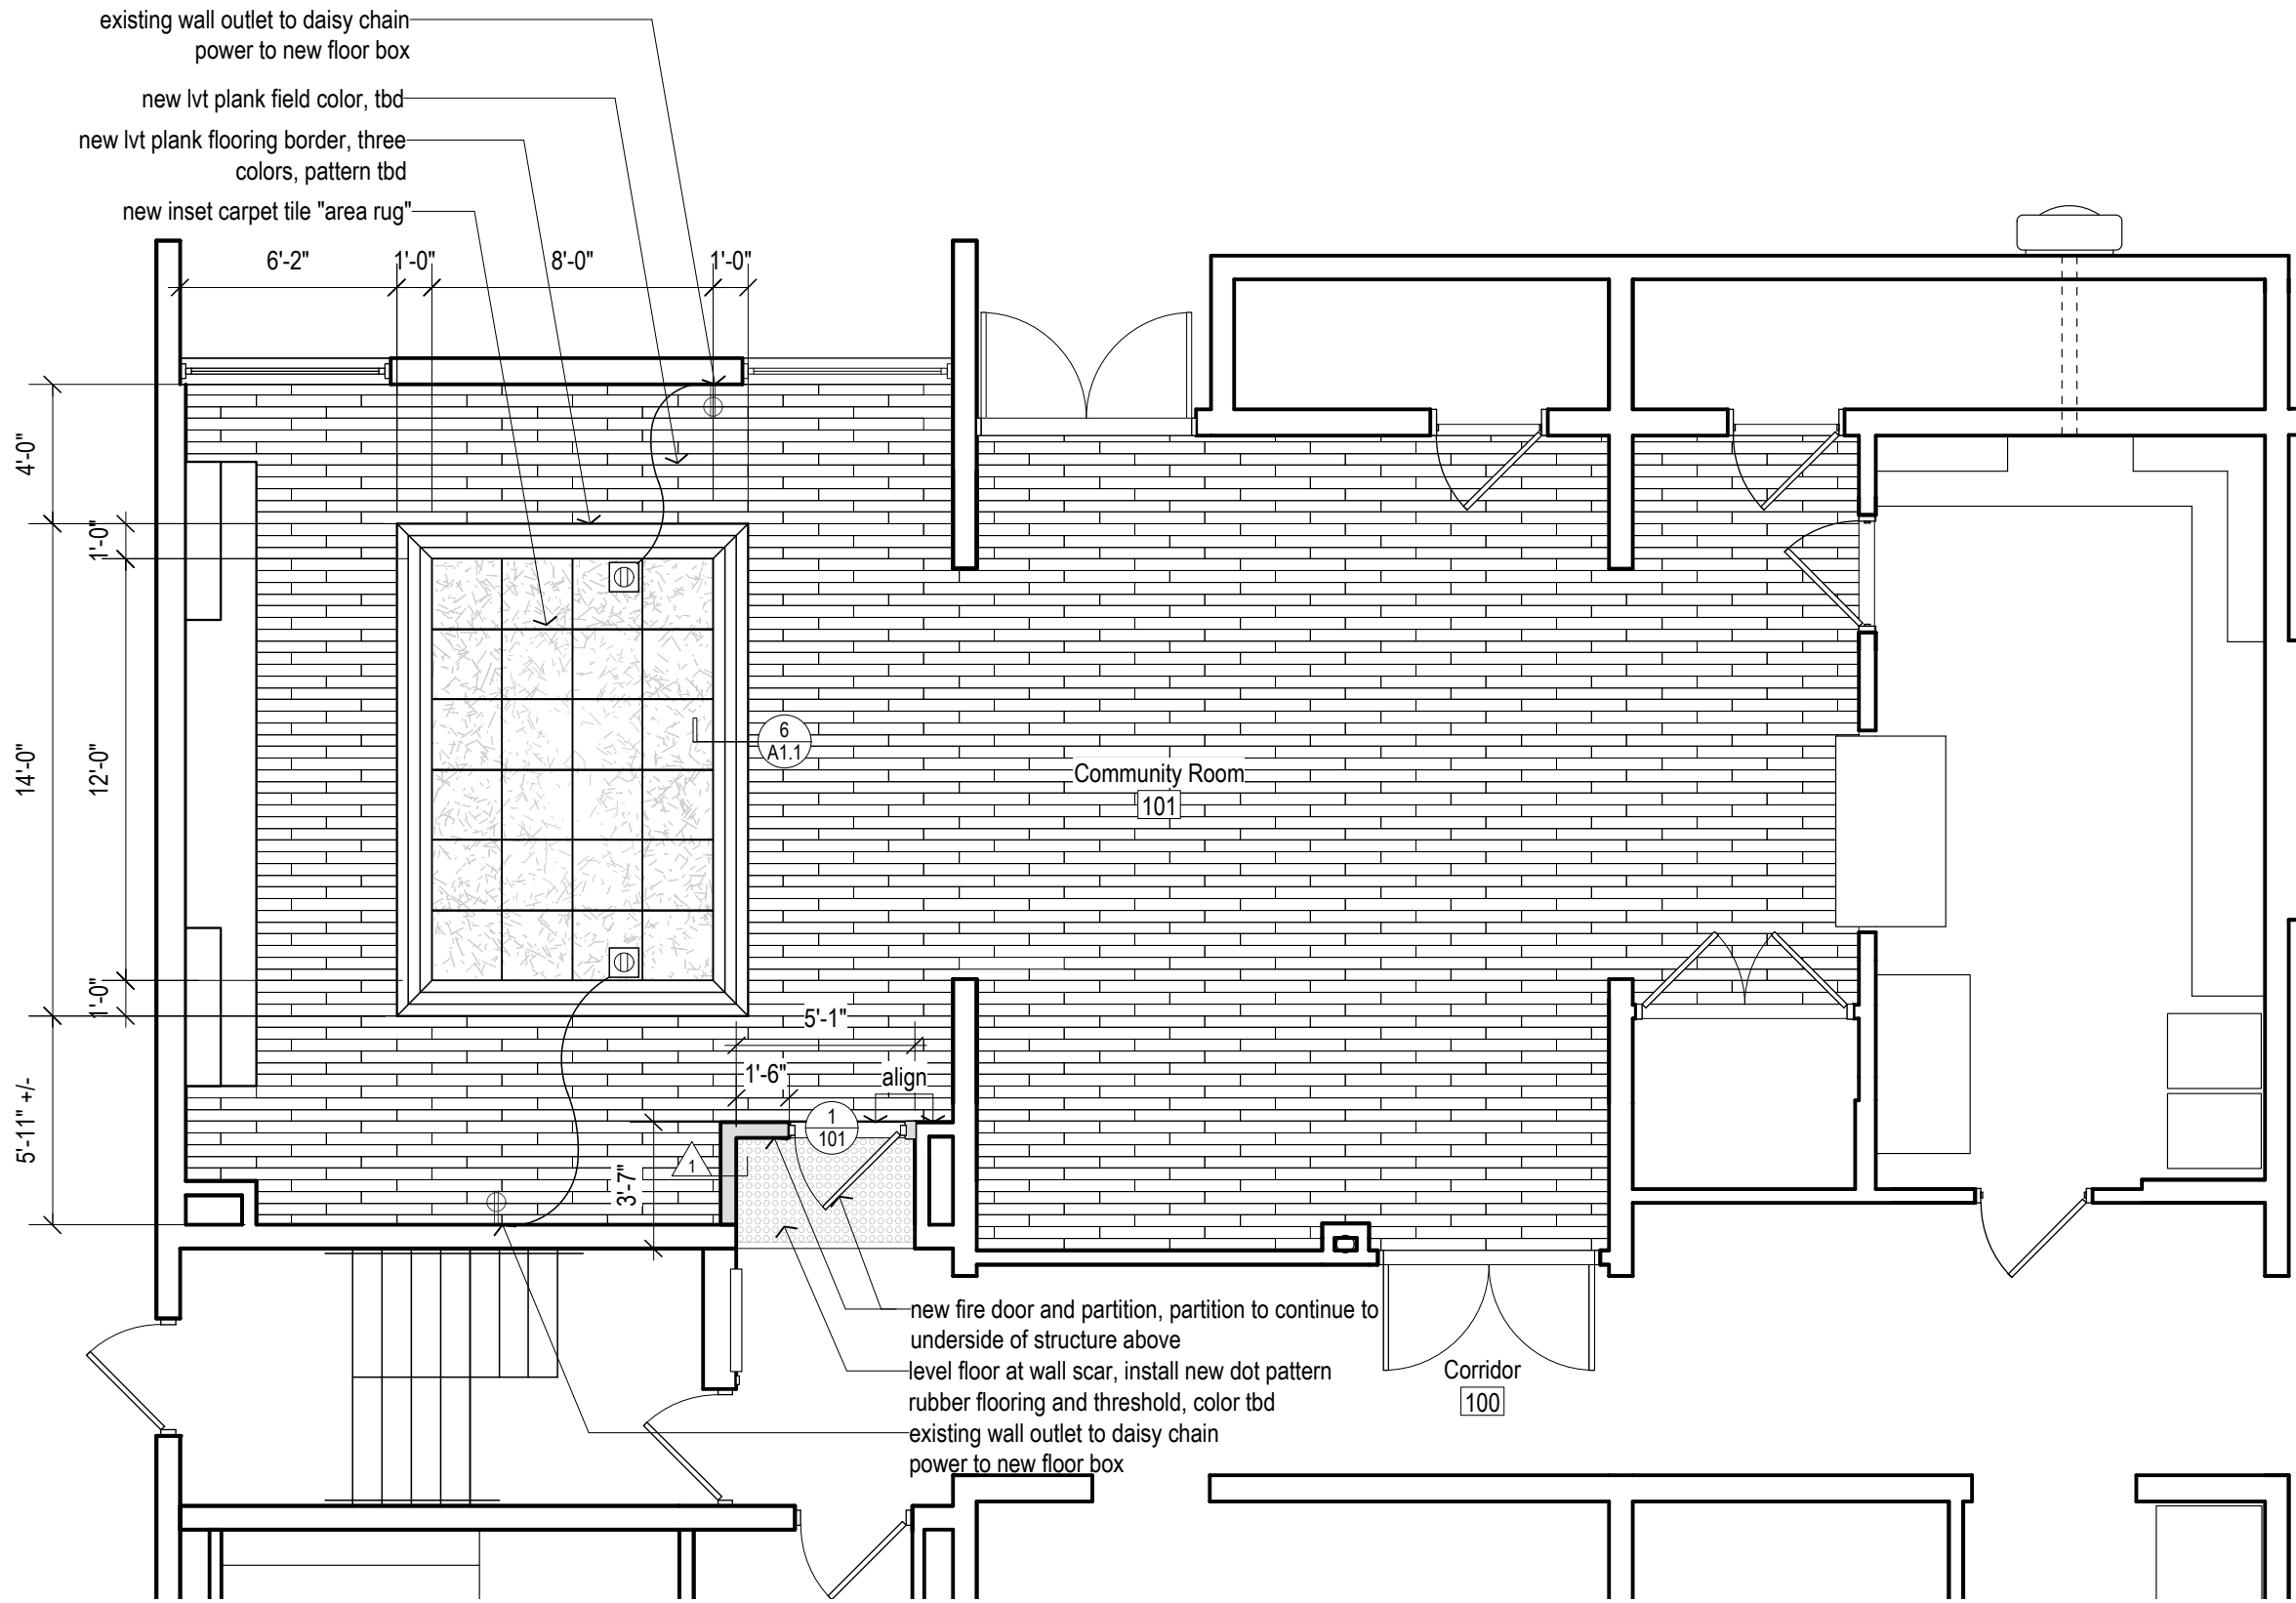 existing wall outlet to daisy chain
power to new floor box
new lvt plank field color, tbd
new lvt plank flooring border, three
colors, pattern tbd
new inset carpet tile "area rug"
6'-2"
1'-0"
8'-0"
1'-0"
4'-0"
1'-0"
14'-0"
12'-0"
1'-0"
5'-11" +/-
6
A1.1
Community Room
101
5'-1"
1'-6"
align
1
101
1
3'-7"
new fire door and partition, partition to continue to
underside of structure above
level floor at wall scar, install new dot pattern
rubber flooring and threshold, color tbd
existing wall outlet to daisy chain
power to new floor box
Corridor
100